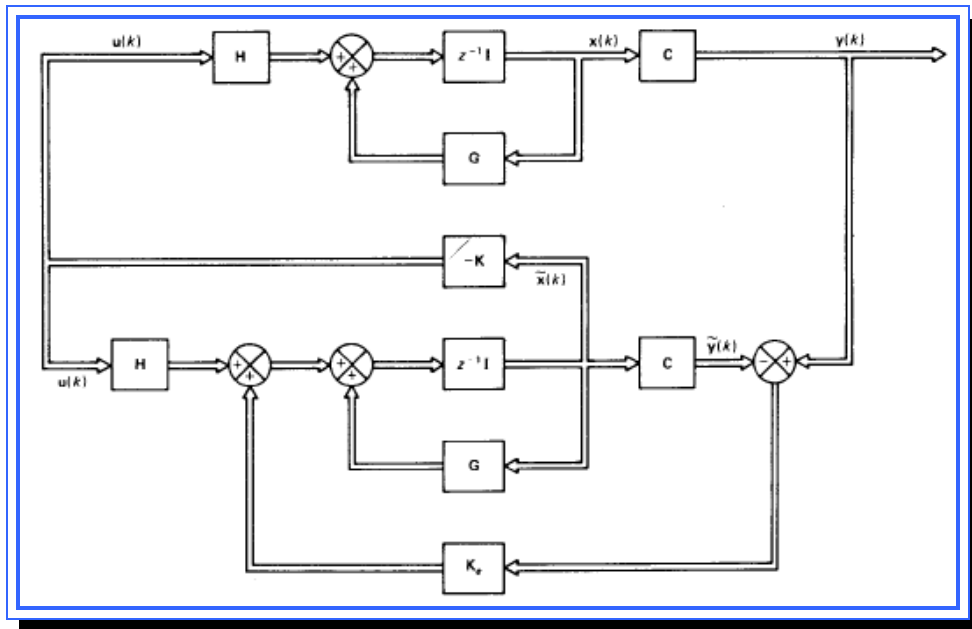 u(k)
H
+
+
z⁻¹I
x(k)
C
y(k)
G
-K
x̃(k)
u(k)
H
+
+
+
+
z⁻¹I
C
ỹ(k)
-
+
G
Kₑ